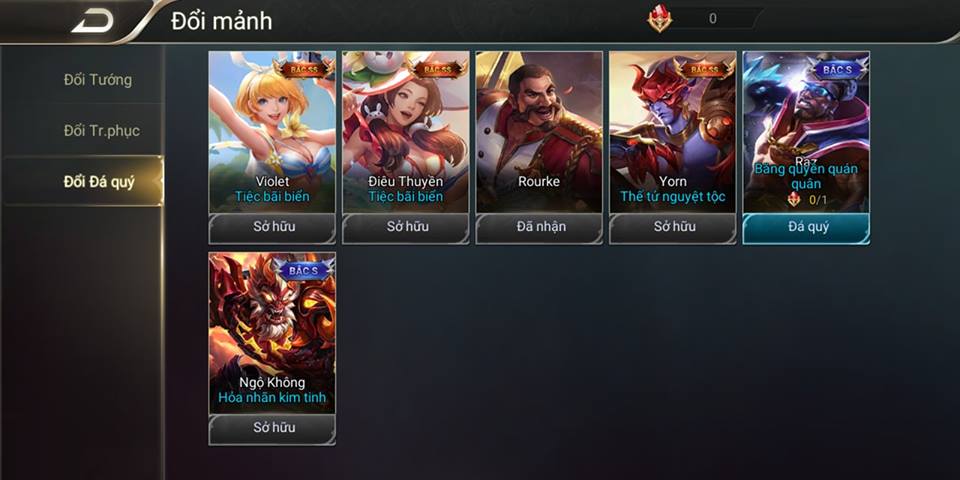 Đổi mảnh
0
Đổi Tướng
Đổi Tr.phục
Đổi Đá quý
BẬC SS
Violet
Tiệc bãi biển
Sở hữu
BẬC SS
Điêu Thuyền
Tiệc bãi biển
Sở hữu
Rourke
Đã nhận
BẬC SS
Yorn
Thế tử nguyệt tộc
Sở hữu
BẬC S
Raz
Băng quyền quán
quân
0/1
Đá quý
BẬC S
Ngộ Không
Hỏa nhãn kim tinh
Sở hữu